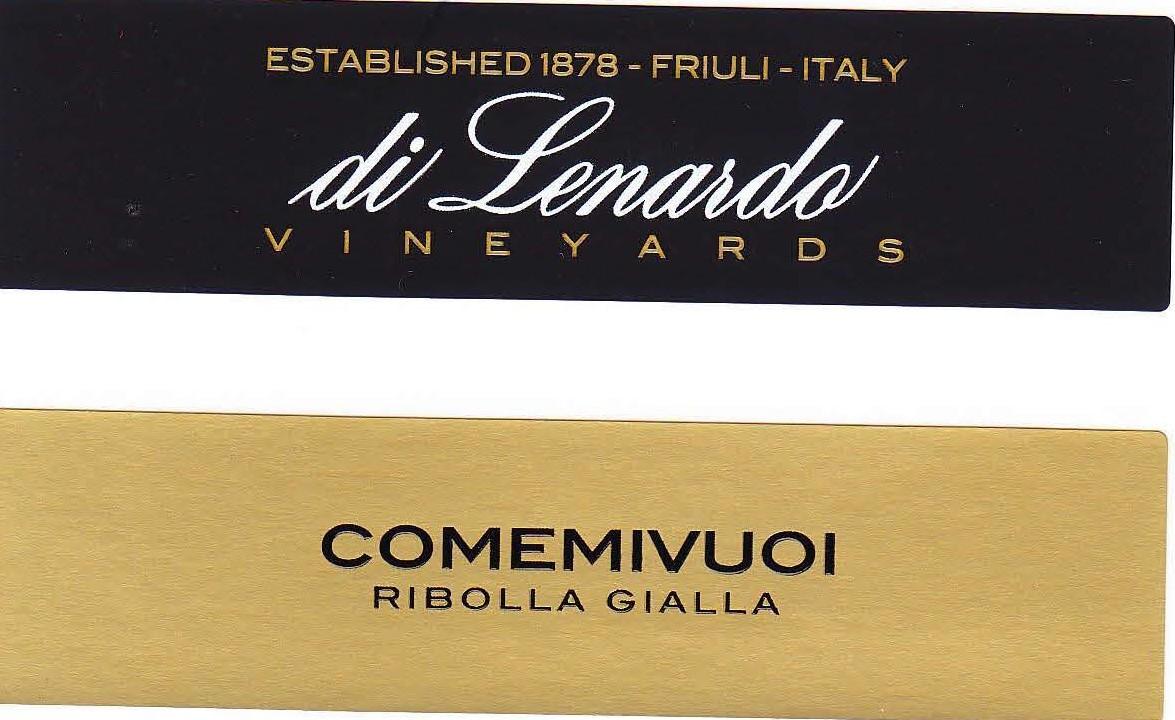 ESTABLISHED 1878 - FRIULI - ITALY
di Lenardo
VINEYARDS
COMEMIVUOI
RIBOLLA GIALLA